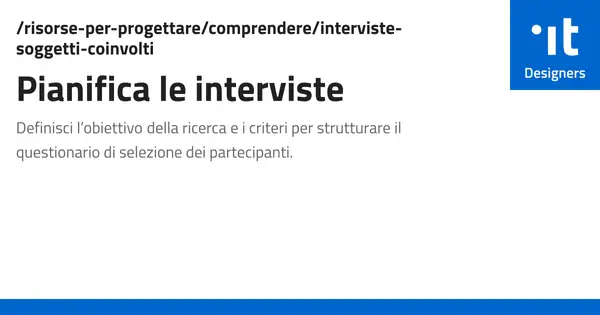 /risorse-per-progettare/comprendere/interviste-
soggetti-coinvolti
Pianifica le interviste
Definisci l’obiettivo della ricerca e i criteri per strutturare il
questionario di selezione dei partecipanti.
it
Designers